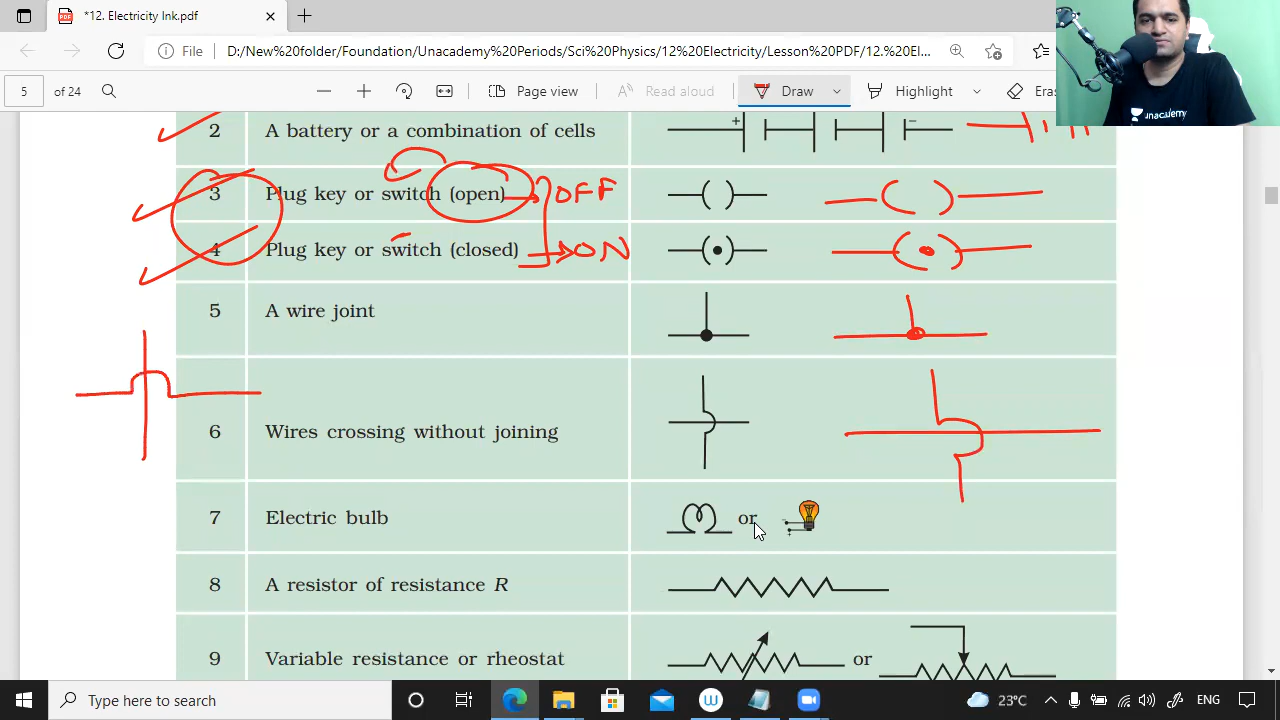 *12. Electricity Ink.pdf
File D:/New%20folder/Foundation/Unacademy%20Periods/Sci%20Physics/12%20Electricity/Lesson%20PDF/12.%20El...
5 of 24 Page view Read aloud Draw Highlight Eras
unacademy
2 A battery or a combination of cells + −
3 Plug key or switch (open) OFF
4 Plug key or switch (closed) ON
5 A wire joint
6 Wires crossing without joining
7 Electric bulb or
8 A resistor of resistance R
9 Variable resistance or rheostat or
Type here to search 23°C ENG